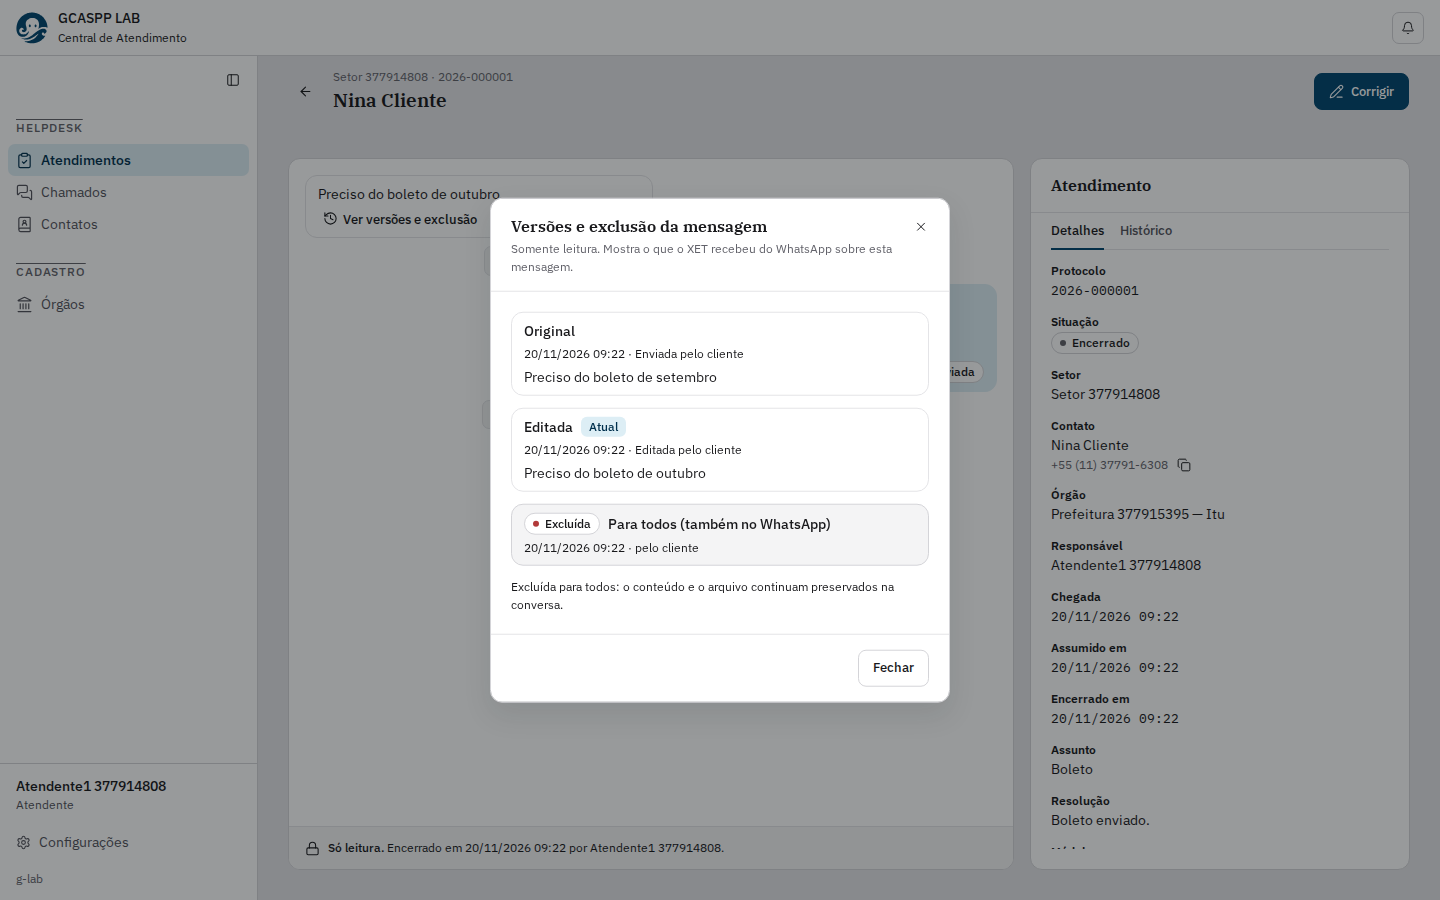 GCASPP LAB
Central de Atendimento
HELPDESK
Atendimentos
Chamados
Contatos
CADASTRO
Órgãos
Atendente1 377914808
Atendente
Configurações
g-lab
Setor 377914808 · 2026-000001
Nina Cliente
Corrigir
Preciso do boleto de outubro
Ver versões e exclusão
Versões e exclusão da mensagem
Somente leitura. Mostra o que o XET recebeu do WhatsApp sobre esta
mensagem.
Original
20/11/2026 09:22 · Enviada pelo cliente
Preciso do boleto de setembro
Editada Atual
20/11/2026 09:22 · Editada pelo cliente
Preciso do boleto de outubro
Excluída Para todos (também no WhatsApp)
20/11/2026 09:22 · pelo cliente
Excluída para todos: o conteúdo e o arquivo continuam preservados na
conversa.
Fechar
Só leitura. Encerrado em 20/11/2026 09:22 por Atendente1 377914808.
Atendimento
Detalhes Histórico
Protocolo
2026-000001
Situação
Encerrado
Setor
Setor 377914808
Contato
Nina Cliente
+55 (11) 37791-6308
Órgão
Prefeitura 377915395 — Itu
Responsável
Atendente1 377914808
Chegada
20/11/2026 09:22
Assumido em
20/11/2026 09:22
Encerrado em
20/11/2026 09:22
Assunto
Boleto
Resolução
Boleto enviado.